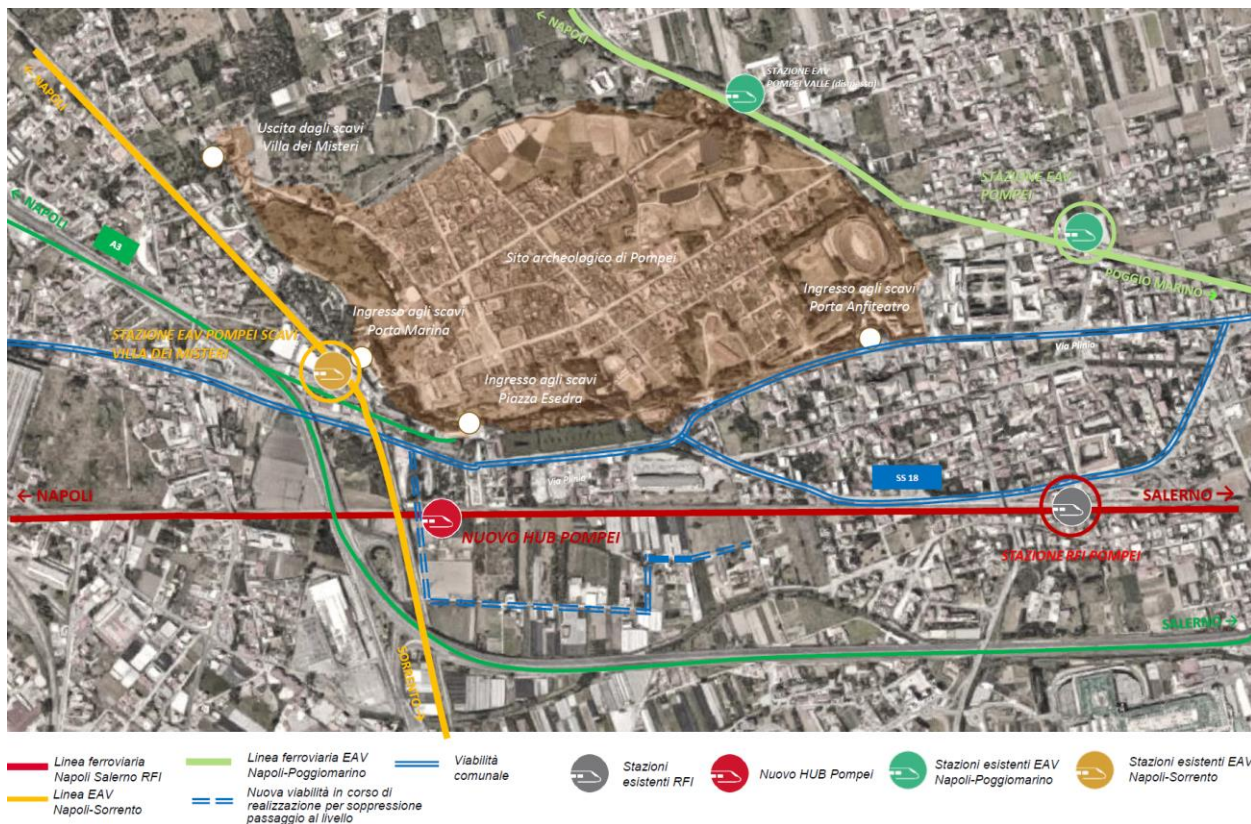 ← NAPOLI
← NAPOLI
STAZIONE EAV
POMPEI VALLE (dismessa)
Uscita dagli scavi
Villa dei Misteri
STAZIONE EAV
POMPEI
← NAPOLI
A3
Sito archeologico di Pompei
POGGIO MARINO →
Ingresso agli scavi
Porta Anfiteatro
Ingresso agli scavi
Porta Marina
STAZIONE EAV POMPEI SCAVI
VILLA DEI MISTERI
Via Plinio
Ingresso agli scavi
Piazza Esedra
Via Plinio
SS 18
← NAPOLI
SALERNO →
NUOVO HUB POMPEI
STAZIONE RFI POMPEI
SALERNO →
SORRENTO →
Linea ferroviaria
Napoli Salerno RFI
Linea EAV
Napoli-Sorrento
Linea ferroviaria EAV
Napoli-Poggiomarino
Nuova viabilità in corso di
realizzazione per soppressione
passaggio al livello
Viabilità
comunale
Stazioni
esistenti RFI
Nuovo HUB Pompei
Stazioni esistenti EAV
Napoli-Poggiomarino
Stazioni esistenti EAV
Napoli-Sorrento